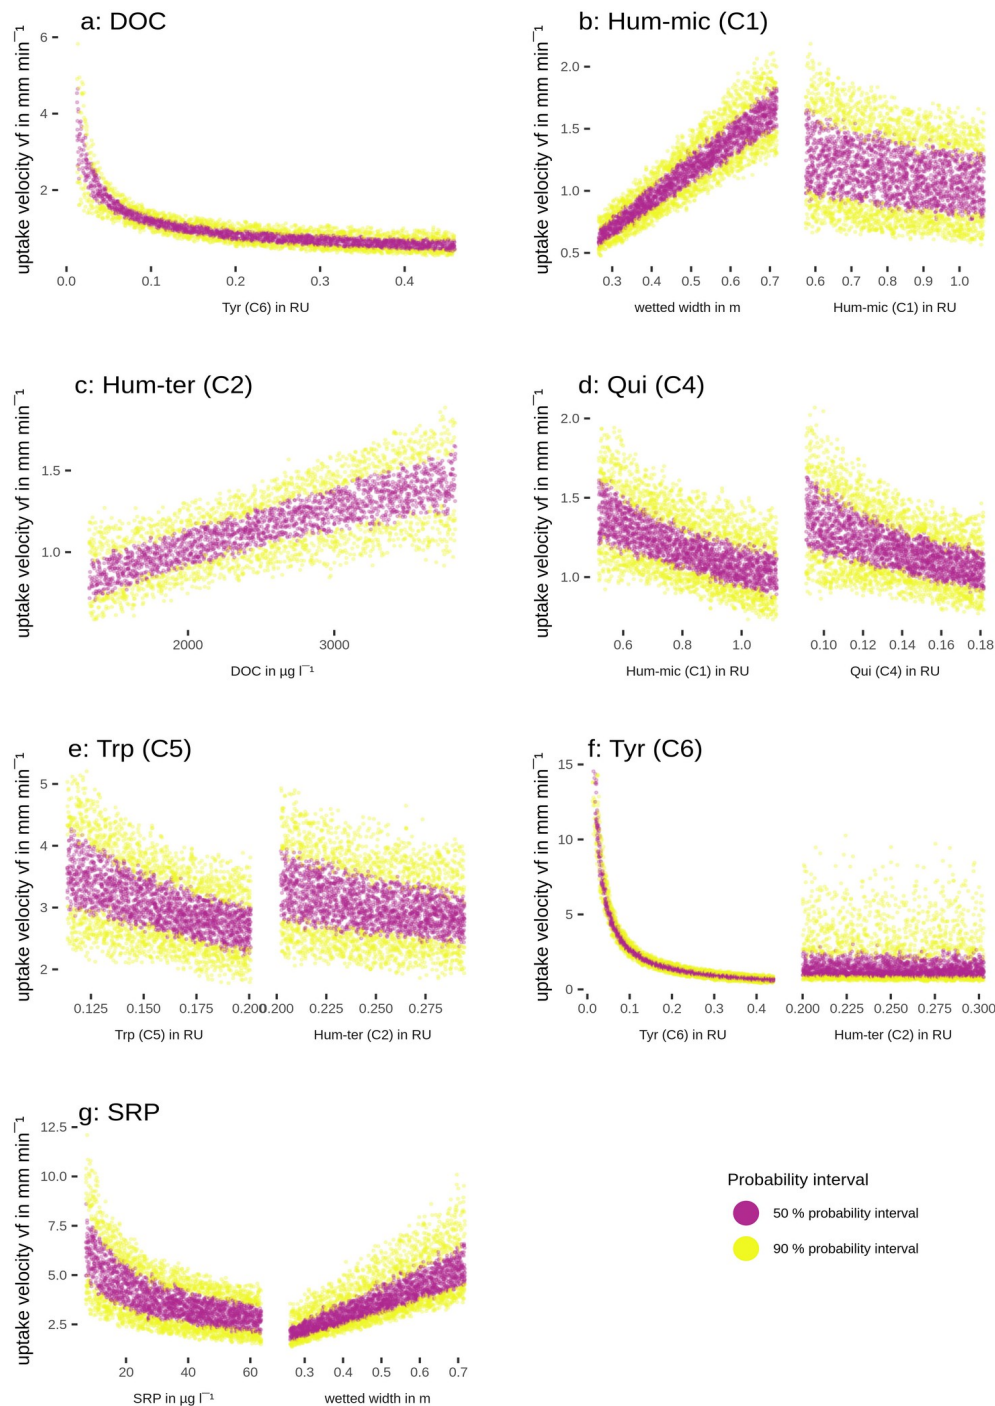 a: DOC
uptake velocity vf in mm min⁻¹
6
4
2
0.0 0.1 0.2 0.3 0.4
Tyr (C6) in RU
b: Hum-mic (C1)
uptake velocity vf in mm min⁻¹
2.0
1.5
1.0
0.5
0.3 0.4 0.5 0.6 0.7 0.6 0.7 0.8 0.9 1.0
wetted width in m Hum-mic (C1) in RU
c: Hum-ter (C2)
uptake velocity vf in mm min⁻¹
1.5
1.0
2000 3000
DOC in µg l⁻¹
d: Qui (C4)
uptake velocity vf in mm min⁻¹
2.0
1.5
1.0
0.6 0.8 1.0 0.10 0.12 0.14 0.16 0.18
Hum-mic (C1) in RU Qui (C4) in RU
e: Trp (C5)
uptake velocity vf in mm min⁻¹
5
4
3
2
0.125 0.150 0.175 0.200 0.200 0.225 0.250 0.275
Trp (C5) in RU Hum-ter (C2) in RU
f: Tyr (C6)
uptake velocity vf in mm min⁻¹
15
10
5
0
0.0 0.1 0.2 0.3 0.4 0.200 0.225 0.250 0.275 0.300
Tyr (C6) in RU Hum-ter (C2) in RU
g: SRP
uptake velocity vf in mm min⁻¹
12.5
10.0
7.5
5.0
2.5
20 40 60 0.3 0.4 0.5 0.6 0.7
SRP in µg l⁻¹ wetted width in m
Probability interval
50 % probability interval
90 % probability interval